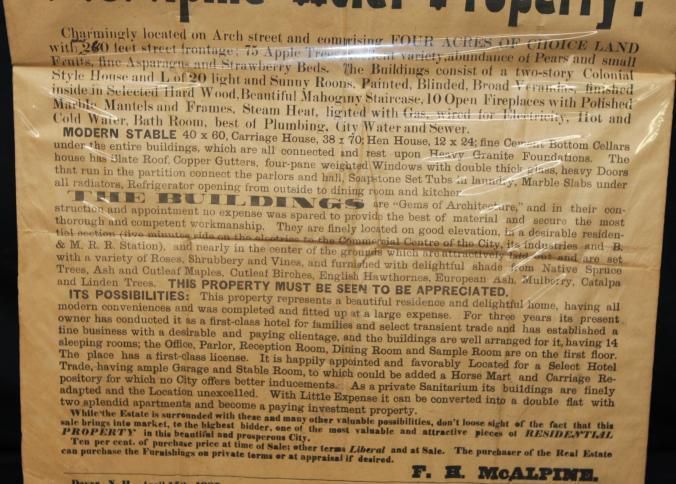 Property!
Charmingly located on Arch street and comprising FOUR ACRES OF CHOICE LAND
with 260 feet street frontage, 75 Apple Trees variety, abundance of Pears and small
Fruits, fine Asparagus and Strawberry Beds. The Buildings consist of a two-story Colonial
Style House and L of 20 light and Sunny Rooms, Painted, Blinded, Broad Verandas, finished
inside in Selected Hard Wood, Beautiful Mahogany Staircase, 10 Open Fireplaces with Polished
Marble Mantels and Frames, Steam Heat, lighted with Gas, wired for Electricity, Hot and
Cold Water, Bath Room, best of Plumbing, City Water and Sewer.
MODERN STABLE 40 x 60, Carriage House, 38 x 70; Hen House, 12 x 24; fine Cement Bottom Cellars
under the entire buildings, which are all connected and rest upon Heavy Granite Foundations. The
house has Slate Roof, Copper Gutters, four-pane weighted Windows with double thick glass, heavy Doors
that run in the partition connect the parlors and hall, Soapstone Set Tubs in laundry, Marble Slabs under
all radiators, Refrigerator opening from outside to dining room and kitchen.
THE BUILDINGS are "Gems of Architecture," and in their con-
struction and appointment no expense was spared to provide the best of material and secure the most
thorough and competent workmanship. They are finely located on good elevation, in a desirable residen-
tial section (five minutes ride on the electrics to the Commercial Centre of the City, its industries and B.
& M. R. R. Station), and nearly in the center of the grounds which are attractively laid out and are set
with a variety of Roses, Shrubbery and Vines, and furnished with delightful shade from Native Spruce
Trees, Ash and Cutleaf Maples, Cutleaf Birches, English Hawthornes, European Ash, Mulberry, Catalpa
and Linden Trees. THIS PROPERTY MUST BE SEEN TO BE APPRECIATED.
ITS POSSIBILITIES: This property represents a beautiful residence and delightful home, having all
modern conveniences and was completed and fitted up at a large expense. For three years its present
owner has conducted it as a first-class hotel for families and select transient trade and has established a
fine business with a desirable and paying clientage, and the buildings are well arranged for it, having 14
sleeping rooms; the Office, Parlor, Reception Room, Dining Room and Sample Room are on the first floor.
The place has a first-class license. It is happily appointed and favorably Located for a Select Hotel
Trade, having ample Garage and Stable Room, to which could be added a Horse Mart and Carriage Re-
pository for which no City offers better inducements. As a private Sanitarium its buildings are finely
adapted and the Location unexcelled. With Little Expense it can be converted into a double flat with
two splendid apartments and become a paying investment property.
While the Estate is surrounded with these and many other valuable possibilities, don't loose sight of the fact that this
sale brings into market, to the highest bidder, one of the most valuable and attractive pieces of RESIDENTIAL
PROPERTY in this beautiful and prosperous City.
Ten per cent. of purchase price at time of Sale; other terms Liberal and at Sale. The purchaser of the Real Estate
can purchase the Furnishings on private terms or at appraisal if desired.
F. H. McALPINE.